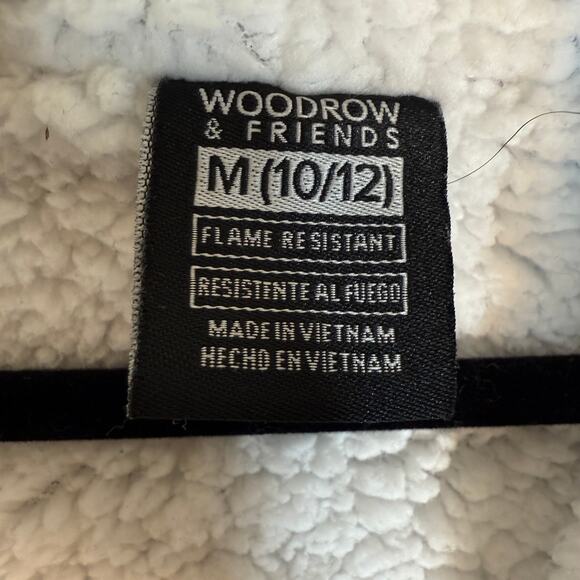 WOODROW
& FRIENDS
M (10/12)
FLAME RESISTANT
RESISTENTE AL FUEGO
MADE IN VIETNAM
HECHO EN VIETNAM